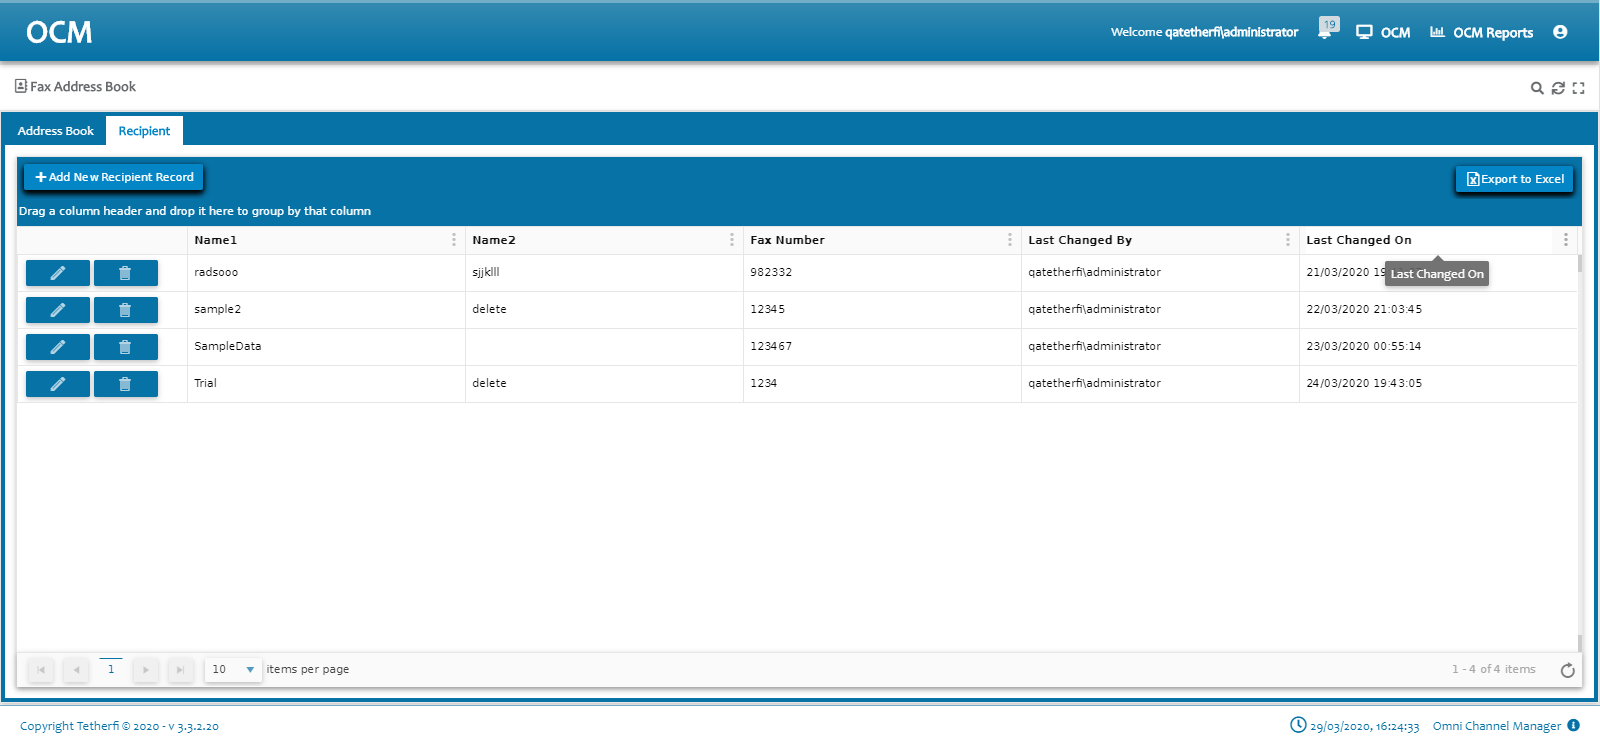 OCM
Welcome qatetherfi\administrator
19
OCM
OCM Reports
Fax Address Book
Address Book
Recipient
Add New Recipient Record
Export to Excel
Drag a column header and drop it here to group by that column
Name1 Name2 Fax Number Last Changed By Last Changed On
radsooo sjjklll 982332 qatetherfi\administrator 21/03/2020 19
Last Changed On
sample2 delete 12345 qatetherfi\administrator 22/03/2020 21:03:45
SampleData 123467 qatetherfi\administrator 23/03/2020 00:55:14
Trial delete 1234 qatetherfi\administrator 24/03/2020 19:43:05
1 10 items per page 1 - 4 of 4 items
Copyright Tetherfi © 2020 - v 3.3.2.20 29/03/2020, 16:24:33 Omni Channel Manager